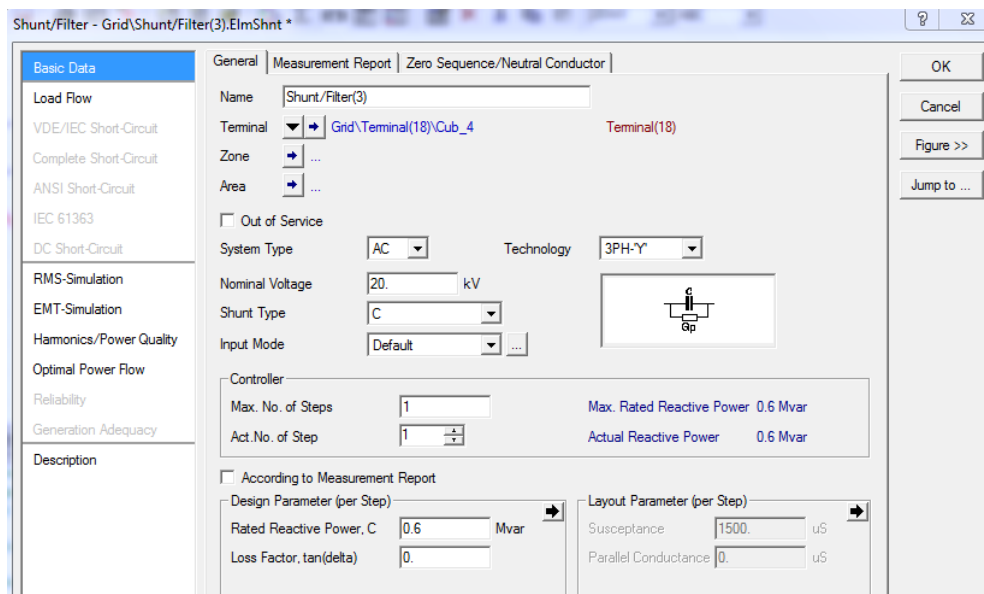 Shunt/Filter - Grid\Shunt/Filter(3).ElmShnt *
Basic Data
Load Flow
VDE/IEC Short-Circuit
Complete Short-Circuit
ANSI Short-Circuit
IEC 61363
DC Short-Circuit
RMS-Simulation
EMT-Simulation
Harmonics/Power Quality
Optimal Power Flow
Reliability
Generation Adequacy
Description
General Measurement Report Zero Sequence/Neutral Conductor
Name Shunt/Filter(3)
Terminal Grid\Terminal(18)\Cub_4 Terminal(18)
Zone ...
Area ...
Out of Service
System Type AC Technology 3PH-'Y'
Nominal Voltage 20. kV
Shunt Type C
Input Mode Default ...
C
Gp
Controller
Max. No. of Steps 1 Max. Rated Reactive Power 0.6 Mvar
Act.No. of Step 1 Actual Reactive Power 0.6 Mvar
According to Measurement Report
Design Parameter (per Step)
Rated Reactive Power, C 0.6 Mvar
Loss Factor, tan(delta) 0.
Layout Parameter (per Step)
Susceptance 1500. uS
Parallel Conductance 0. uS
?
OK
Cancel
Figure >>
Jump to ...